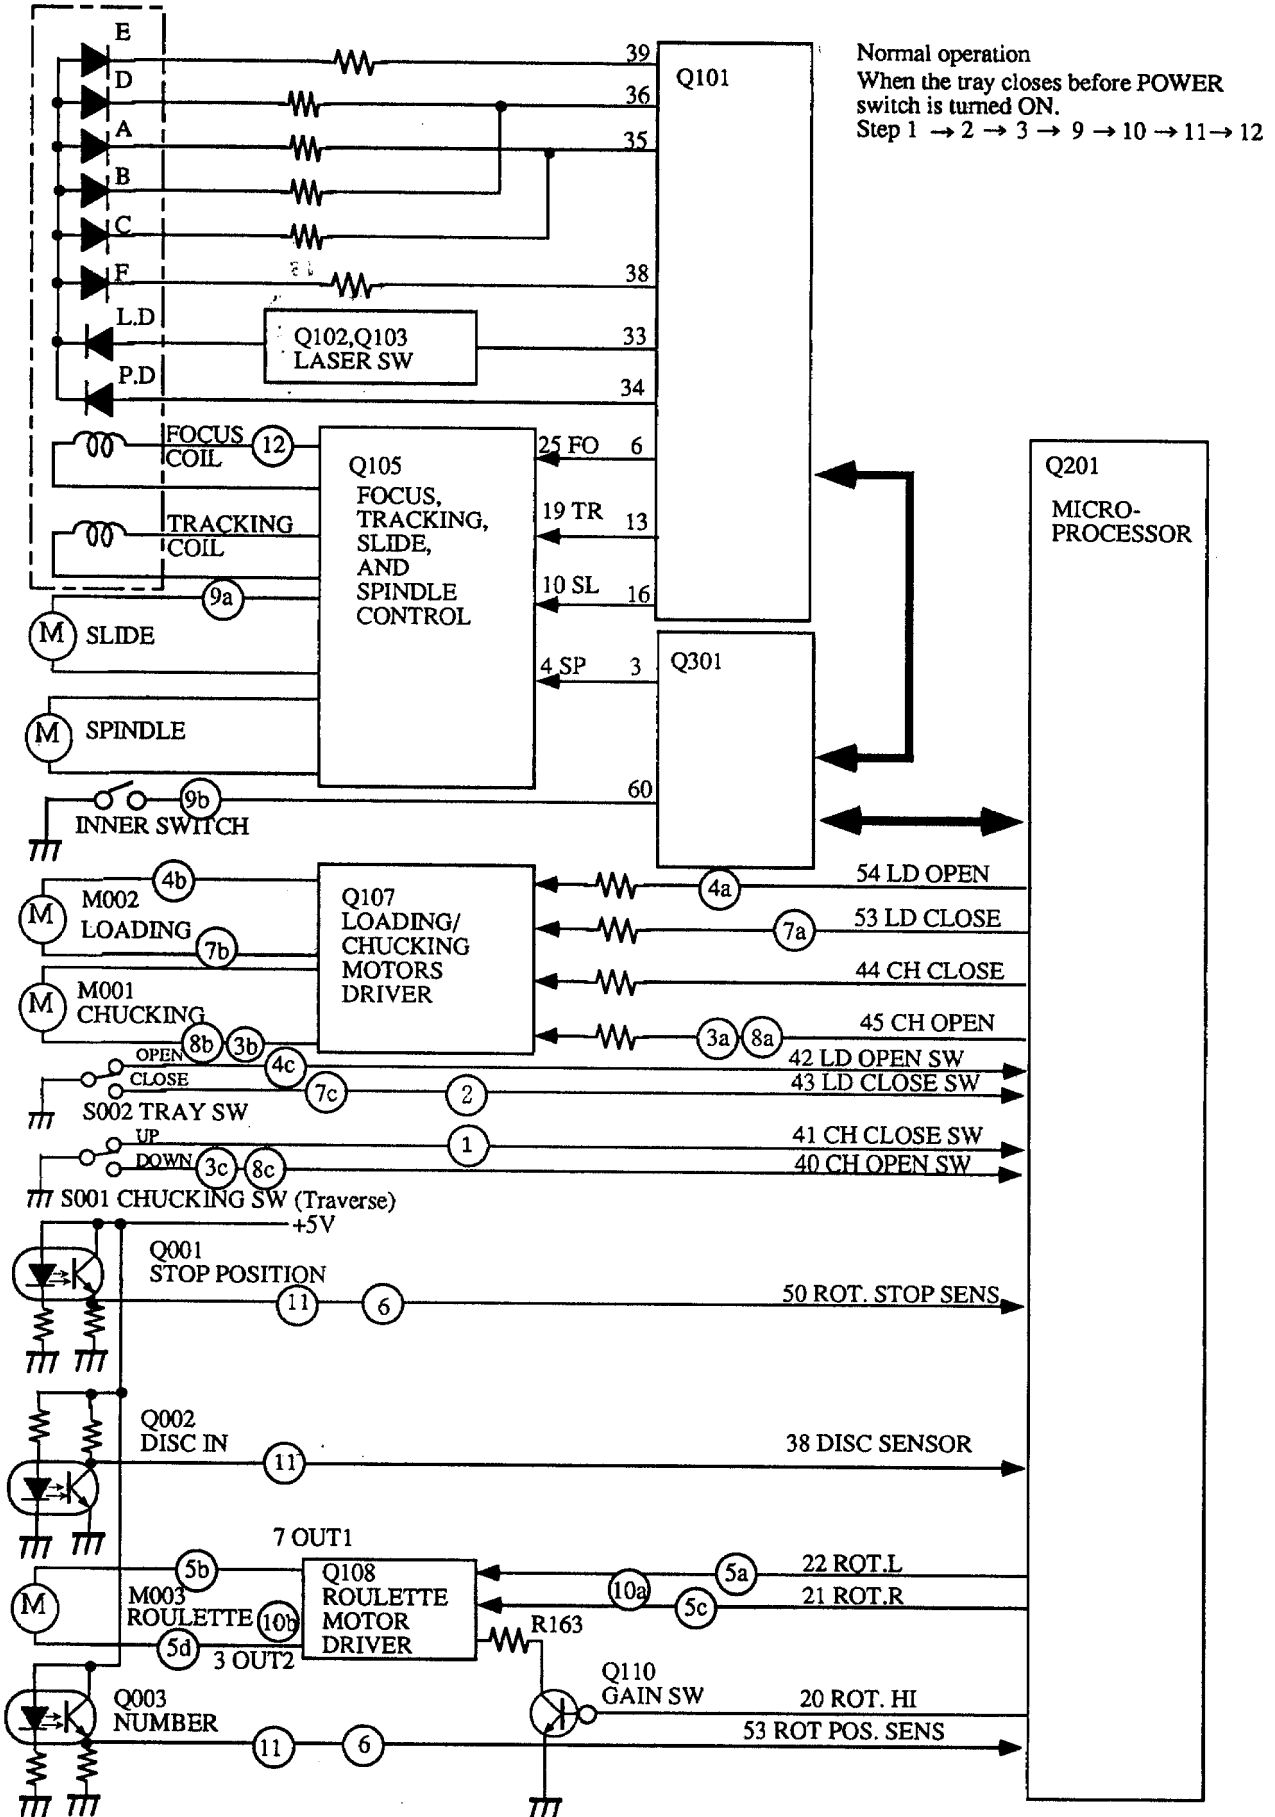 E
39
Q101
Normal operation
When the tray closes before POWER
switch is turned ON.
Step 1 → 2 → 3 → 9 → 10 → 11 → 12
D
36
A
35
B
C
F
38
L.D
Q102,Q103
LASER SW
33
P.D
34
FOCUS
COIL
12
Q105
FOCUS,
TRACKING,
SLIDE,
AND
SPINDLE
CONTROL
25 FO
6
Q201
MICRO-
PROCESSOR
TRACKING
COIL
19 TR
13
9a
10 SL
16
M
SLIDE
4 SP
3
Q301
M
SPINDLE
9b
60
INNER SWITCH
4b
M002
LOADING
M
7b
Q107
LOADING/
CHUCKING
MOTORS
DRIVER
4a
54 LD OPEN
7a
53 LD CLOSE
44 CH CLOSE
M001
CHUCKING
M
8b
3b
3a
8a
45 CH OPEN
OPEN
4c
42 LD OPEN SW
CLOSE
7c
2
43 LD CLOSE SW
S002 TRAY SW
UP
1
41 CH CLOSE SW
DOWN
3c
8c
40 CH OPEN SW
S001 CHUCKING SW (Traverse)
+5V
Q001
STOP POSITION
11
6
50 ROT. STOP SENS
Q002
DISC IN
11
38 DISC SENSOR
7 OUT1
5b
Q108
ROULETTE
MOTOR
DRIVER
5a
22 ROT.L
M
M003
ROULETTE
10b
10a
5c
21 ROT.R
5d
3 OUT2
R163
Q110
GAIN SW
20 ROT. HI
Q003
NUMBER
11
6
53 ROT POS. SENS